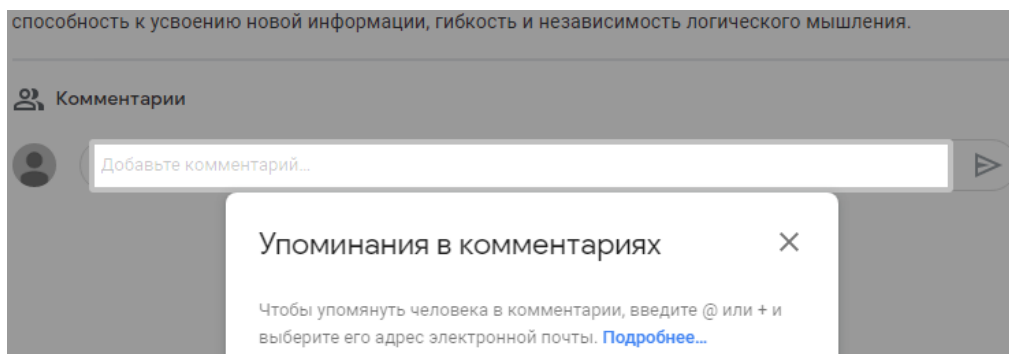 способность к усвоению новой информации, гибкость и независимость логического мышления.
Комментарии
Добавьте комментарий...
Упоминания в комментариях
Чтобы упомянуть человека в комментарии, введите @ или + и
выберите его адрес электронной почты. Подробнее...